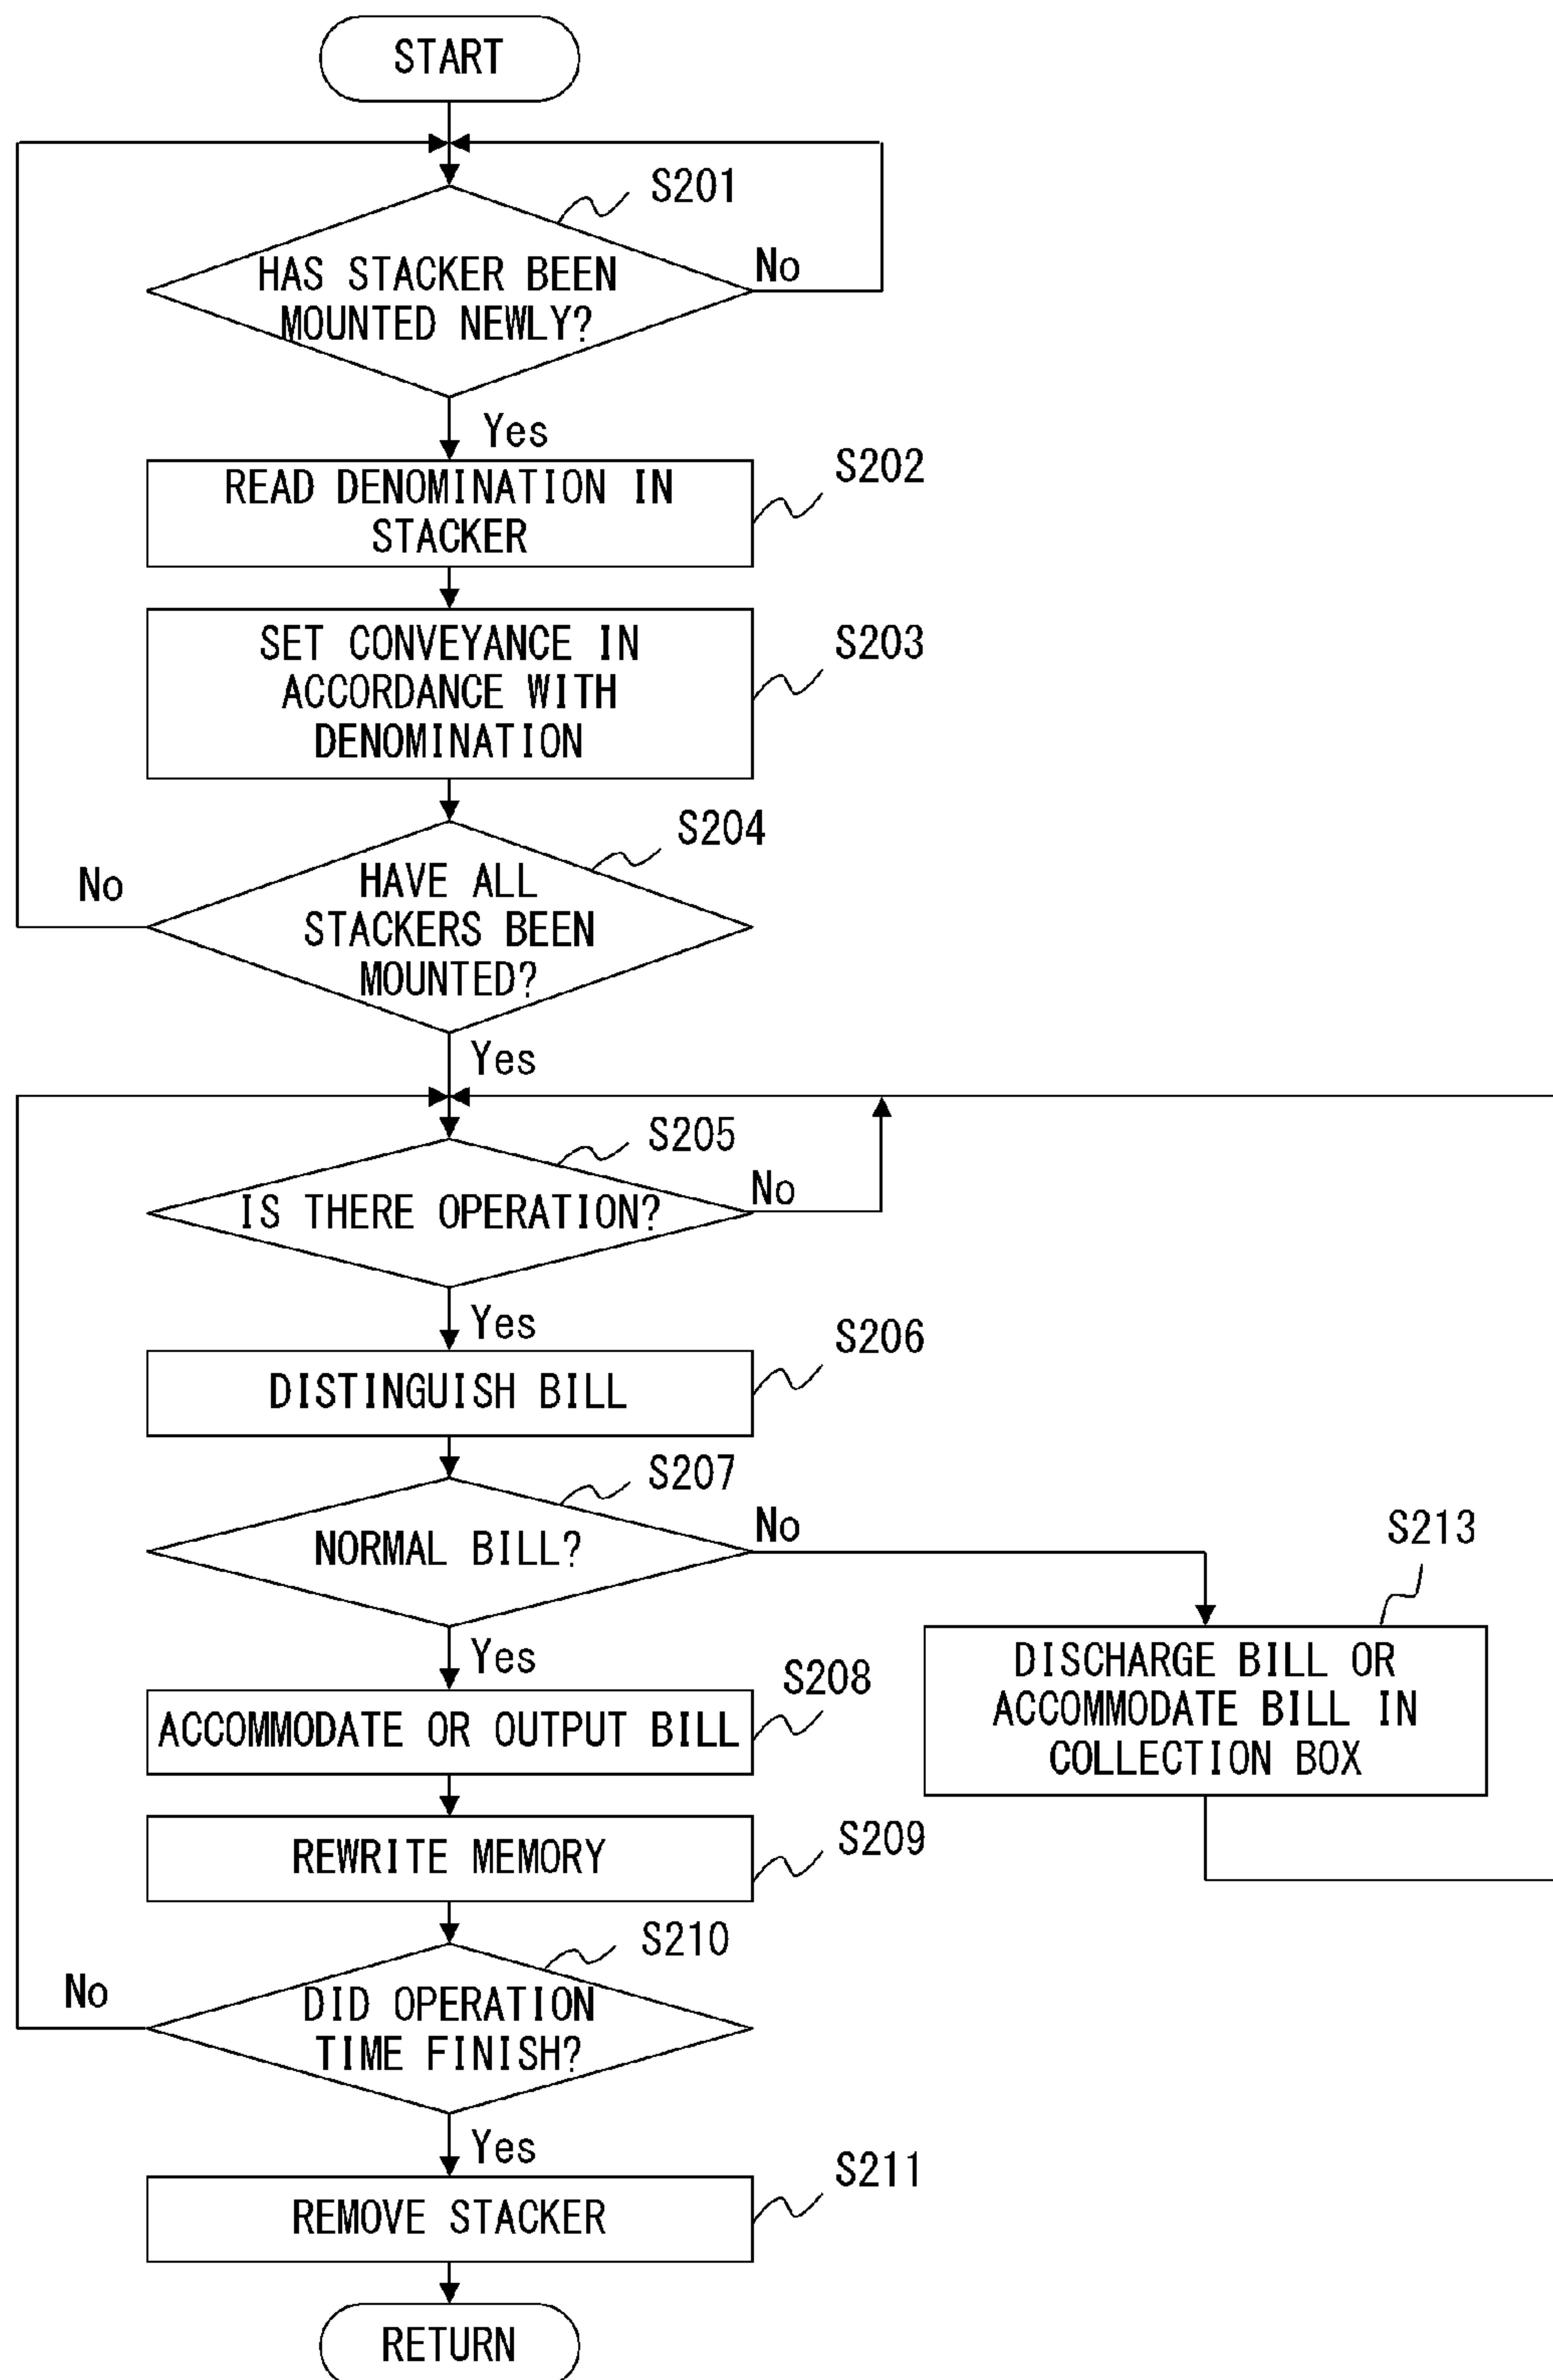 START
S201
HAS STACKER BEEN
MOUNTED NEWLY?
No
Yes
READ DENOMINATION IN
STACKER
S202
SET CONVEYANCE IN
ACCORDANCE WITH
DENOMINATION
S203
S204
HAVE ALL
STACKERS BEEN
MOUNTED?
No
Yes
S205
IS THERE OPERATION?
No
Yes
DISTINGUISH BILL
S206
S207
NORMAL BILL?
No
Yes
S213
DISCHARGE BILL OR
ACCOMMODATE BILL IN
COLLECTION BOX
ACCOMMODATE OR OUTPUT BILL
S208
REWRITE MEMORY
S209
S210
DID OPERATION
TIME FINISH?
No
Yes
REMOVE STACKER
S211
RETURN